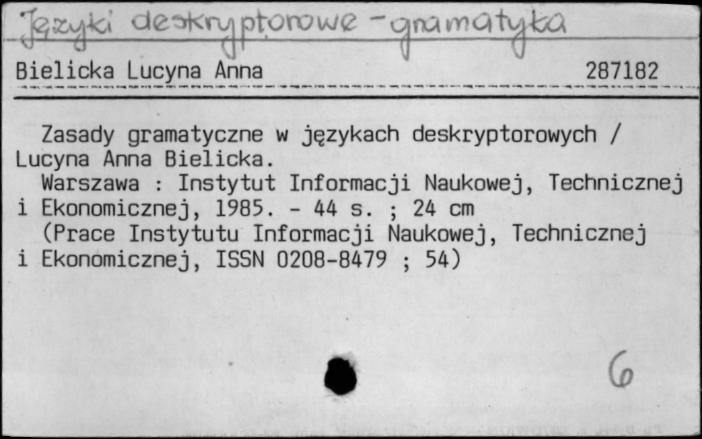 Języki deskryptorowe - gramatyka
Bielicka Lucyna Anna 287182
Zasady gramatyczne w językach deskryptorowych /
Lucyna Anna Bielicka.
Warszawa : Instytut Informacji Naukowej, Technicznej
i Ekonomicznej, 1985. - 44 s. ; 24 cm
(Prace Instytutu Informacji Naukowej, Technicznej
i Ekonomicznej, ISSN 0208-8479 ; 54)
6